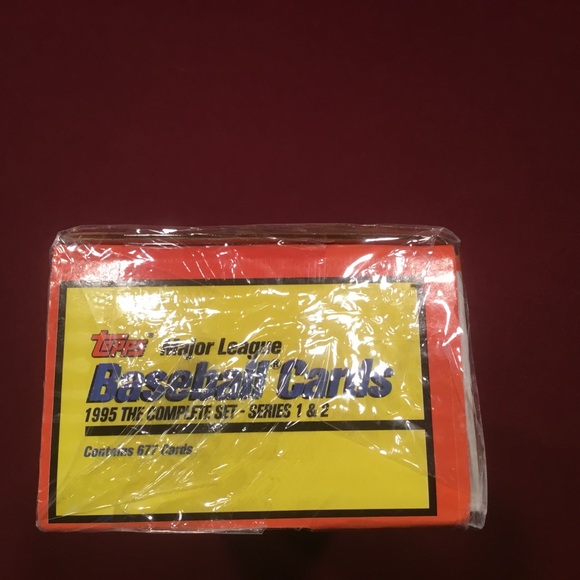 Topps® Major League
Baseball® Cards
1995 THE COMPLETE SET - SERIES 1 & 2
Contains 677 Cards